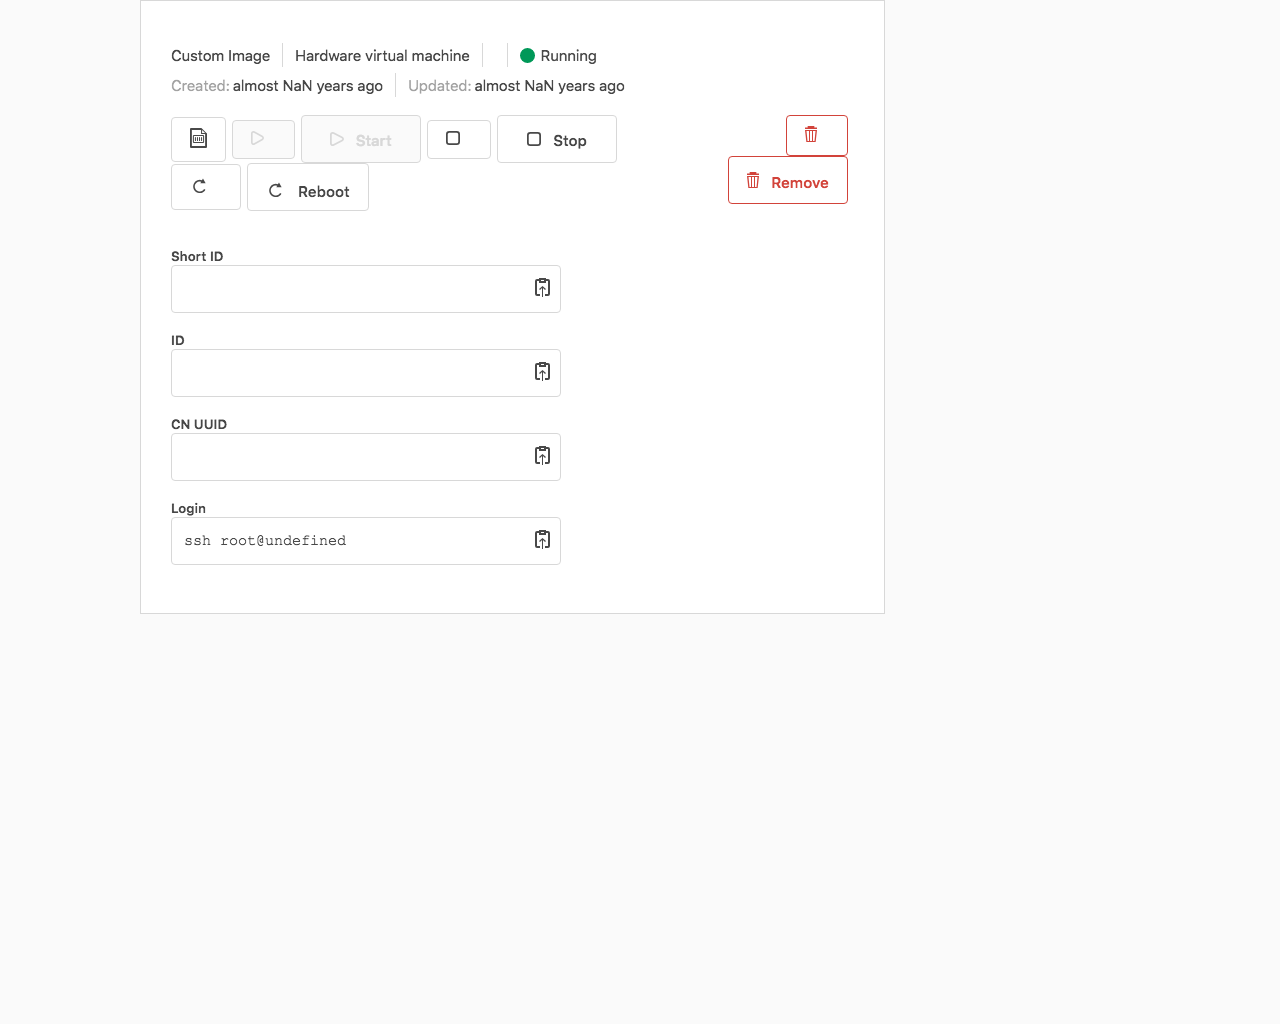 Custom Image Hardware virtual machine Running
Created: almost NaN years ago Updated: almost NaN years ago
Start Stop
Remove
Reboot
Short ID
ID
CN UUID
Login
ssh root@undefined